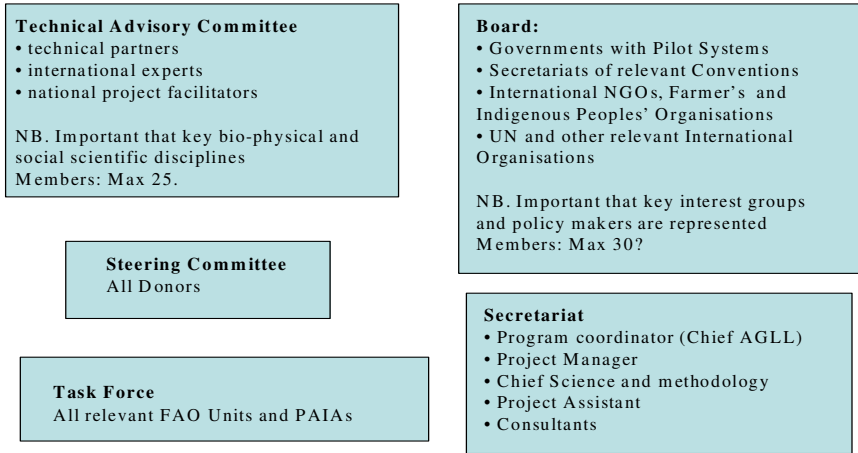 Technical Advisory Committee
• technical partners
• international experts
• national project facilitators
NB. Important that key bio-physical and
social scientific disciplines
Members: Max 25.
Board:
• Governments with Pilot Systems
• Secretariats of relevant Conventions
• International NGOs, Farmer's and
Indigenous Peoples' Organisations
• UN and other relevant International
Organisations
NB. Important that key interest groups
and policy makers are represented
Members: Max 30?
Steering Committee
All Donors
Secretariat
• Program coordinator (Chief AGLL)
• Project Manager
• Chief Science and methodology
• Project Assistant
• Consultants
Task Force
All relevant FAO Units and PAIAs